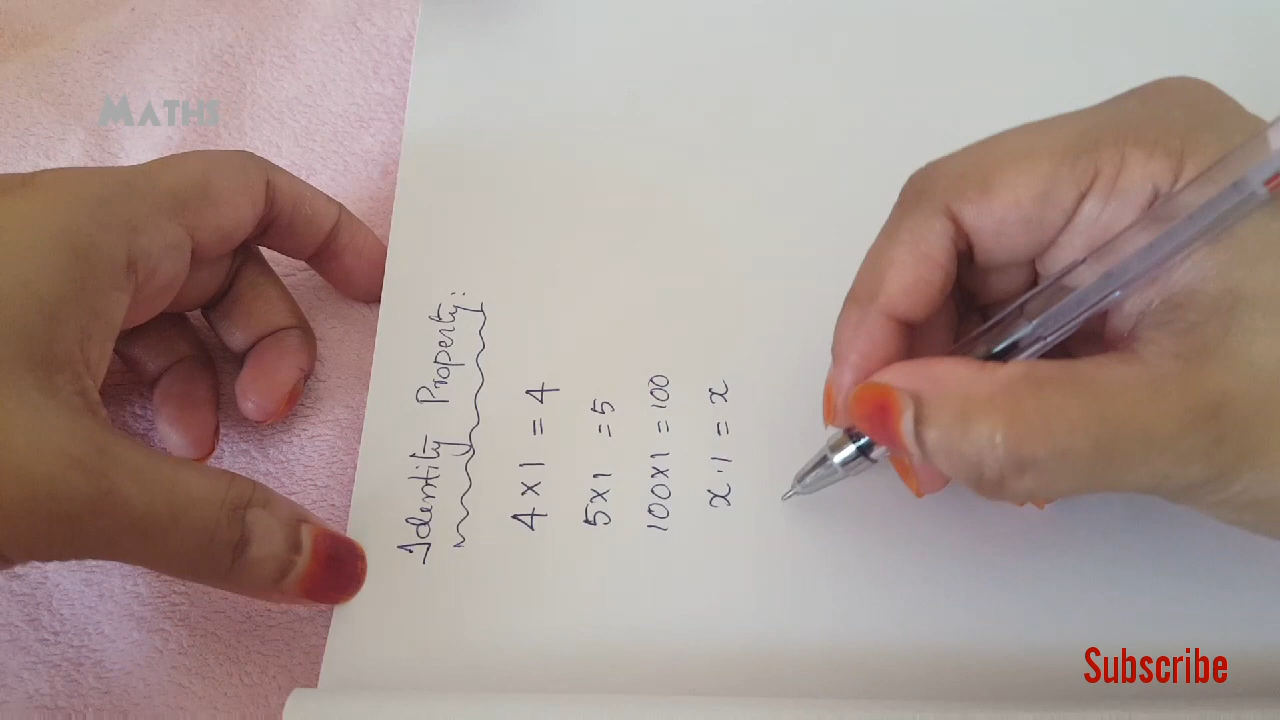 MATHS
Identity Property:
4 × 1 = 4
5 × 1 = 5
100 × 1 = 100
x · 1 = x
Subscribe